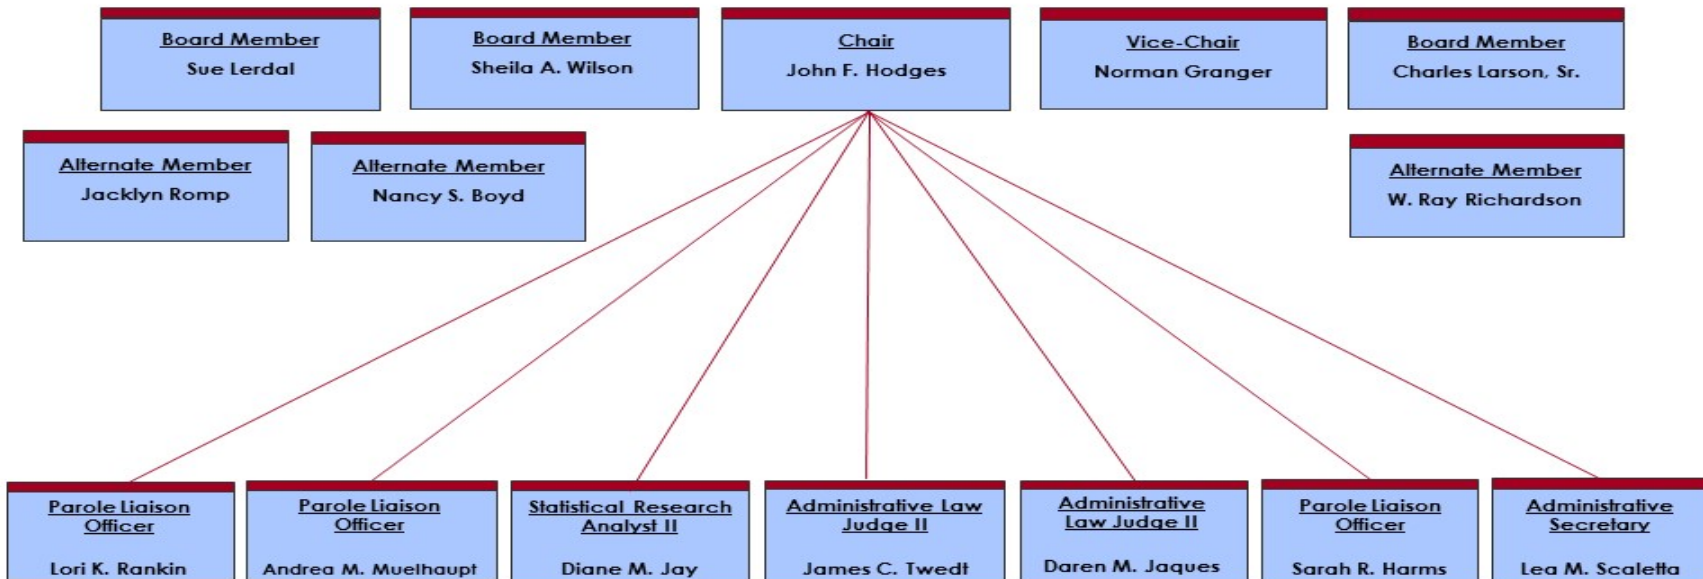 Board Member
Sue Lerdal
Board Member
Sheila A. Wilson
Chair
John F. Hodges
Vice-Chair
Norman Granger
Board Member
Charles Larson, Sr.
Alternate Member
Jacklyn Romp
Alternate Member
Nancy S. Boyd
Alternate Member
W. Ray Richardson
Parole Liaison
Officer
Lori K. Rankin
Parole Liaison
Officer
Andrea M. Muelhaupt
Statistical Research
Analyst II
Diane M. Jay
Administrative Law
Judge II
James C. Twedt
Administrative
Law Judge II
Daren M. Jaques
Parole Liaison
Officer
Sarah R. Harms
Administrative
Secretary
Lea M. Scaletta